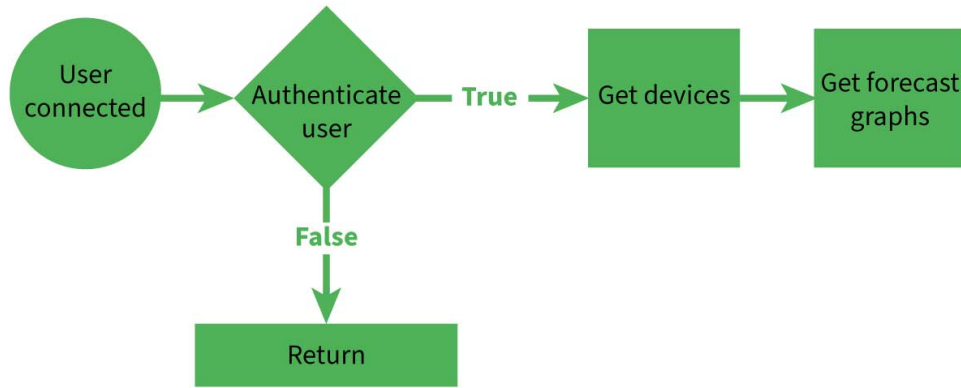 User
connected
Authenticate
user
True
Get devices
Get forecast
graphs
False
Return